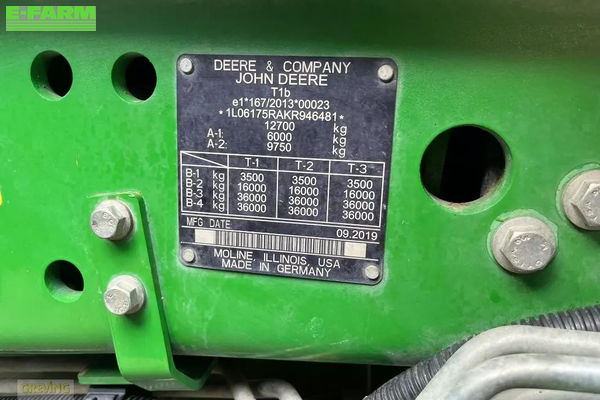 E-FARM
DEERE & COMPANY
JOHN DEERE
T1b
e1*167/2013*00023
*1L06175RAKR946481*
12700 kg
A-1: 6000 kg
A-2: 9750 kg
T-1 T-2 T-3
B-1 kg 3500 3500 3500
B-2 kg 16000 16000 16000
B-3 kg 36000 36000 36000
B-4 kg 36000 36000 36000
MFG DATE 09.2019
MOLINE, ILLINOIS, USA
MADE IN GERMANY
GREVING